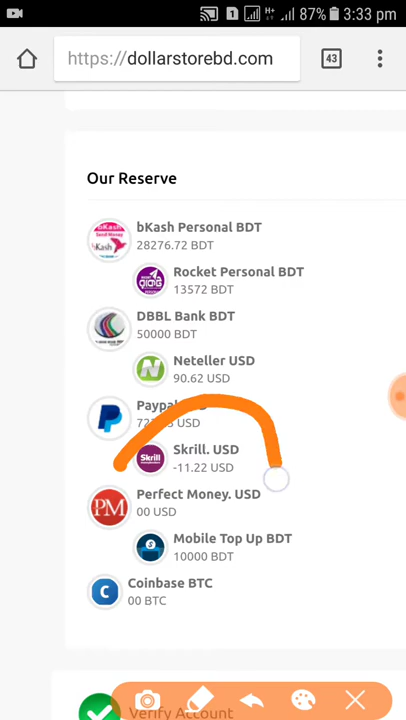 87% 3:33 pm
https://dollarstorebd.com
43
Our Reserve
bKash Personal BDT
28276.72 BDT
Rocket Personal BDT
13572 BDT
DBBL Bank BDT
50000 BDT
Neteller USD
90.62 USD
Paypal
USD
Skrill. USD
-11.22 USD
Perfect Money. USD
00 USD
Mobile Top Up BDT
10000 BDT
Coinbase BTC
00 BTC
Verify Account